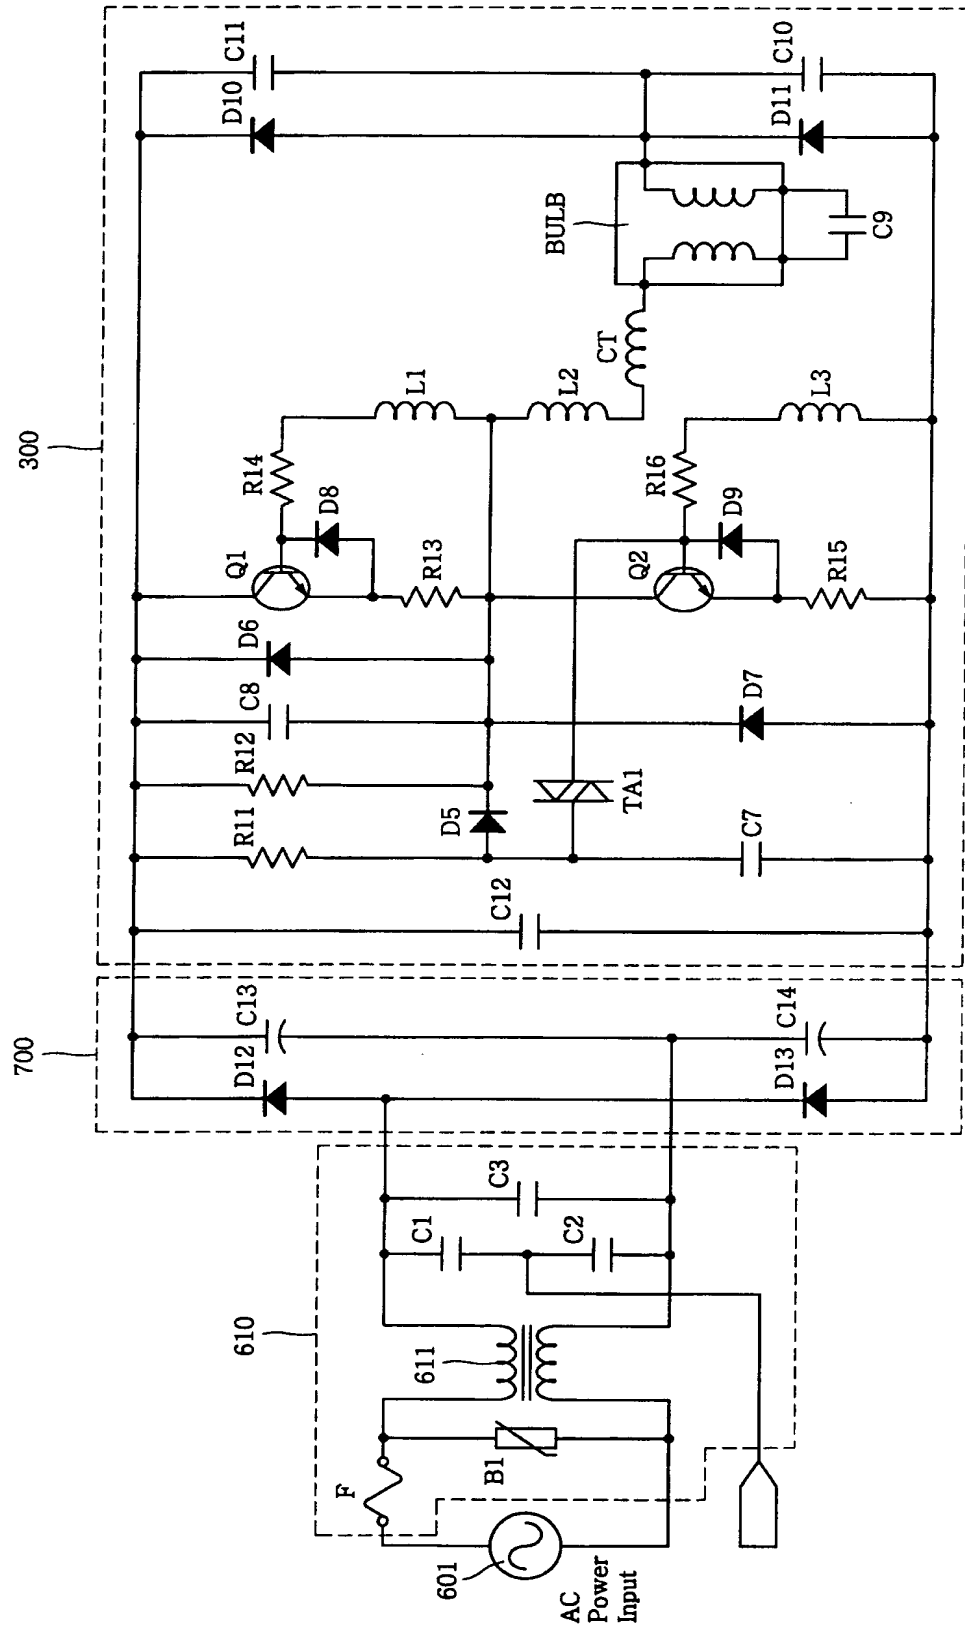 300
700
610
C11
D10
C10
D11
BULB
C9
CT
L1
L2
L3
R14
D8
Q1
R13
R16
D9
Q2
R15
D6
C8
R12
R11
D5
D7
TA1
C7
C12
C13
D12
C14
D13
C3
C1
C2
611
B1
F
601
AC Power
Input